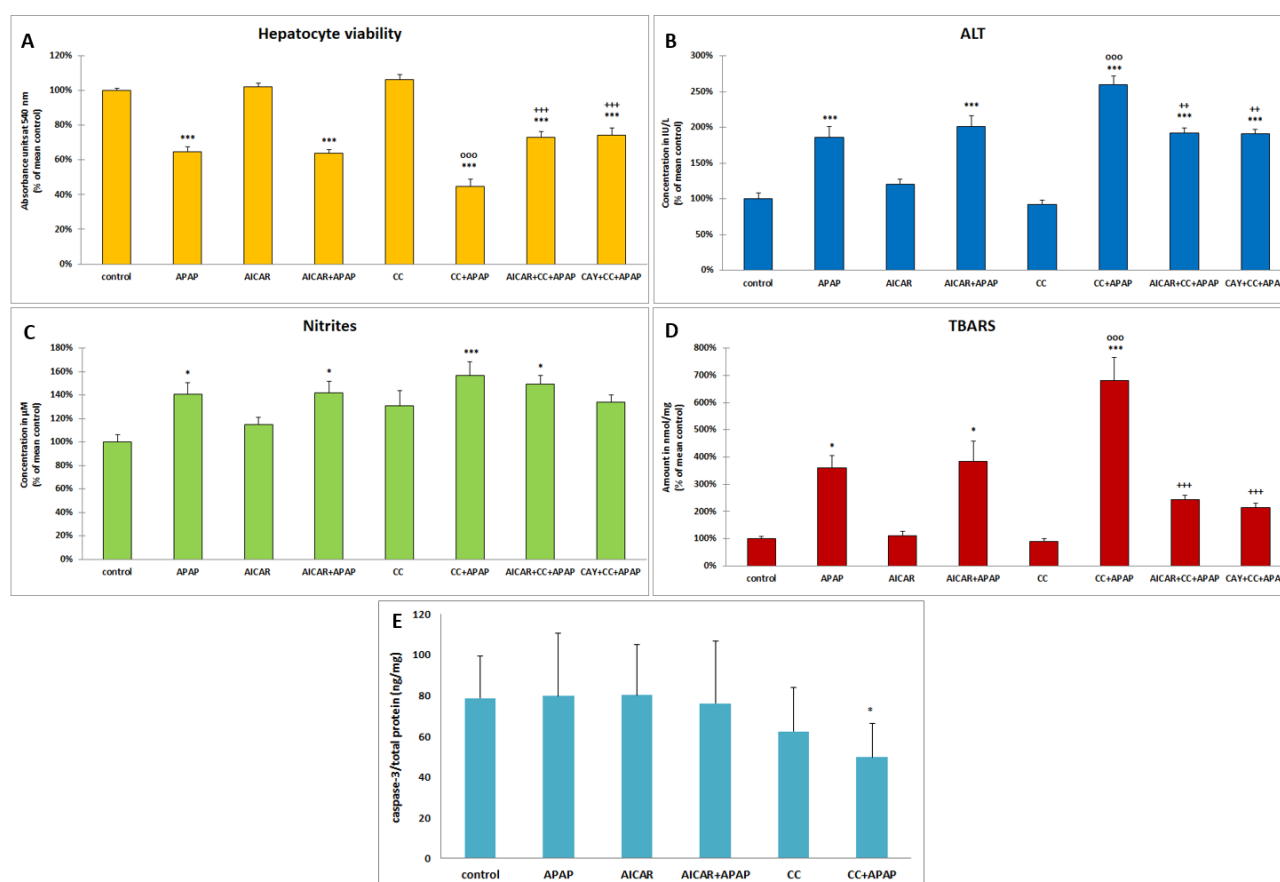 A
Hepatocyte viability
Absorbance units at 540 nm
(% of mean control)
120%
100%
80%
60%
40%
20%
0%
***
***
ooo
***
+++
***
+++
***
control APAP AICAR AICAR+APAP CC CC+APAP AICAR+CC+APAP CAY+CC+APAP
B
ALT
Concentration in IU/L
(% of mean control)
300%
250%
200%
150%
100%
50%
0%
***
***
ooo
***
++
***
++
***
control APAP AICAR AICAR+APAP CC CC+APAP AICAR+CC+APAP CAY+CC+APA
C
Nitrites
Concentration in µM
(% of mean control)
180%
160%
140%
120%
100%
80%
60%
40%
20%
0%
*
*
***
*
control APAP AICAR AICAR+APAP CC CC+APAP AICAR+CC+APAP CAY+CC+APAP
D
TBARS
Amount in nmol/mg
(% of mean control)
800%
700%
600%
500%
400%
300%
200%
100%
0%
*
*
ooo
***
+++
+++
control APAP AICAR AICAR+APAP CC CC+APAP AICAR+CC+APAP CAY+CC+APA
E
caspase-3/total protein (ng/mg)
120
100
80
60
40
20
0
*
control APAP AICAR AICAR+APAP CC CC+APAP